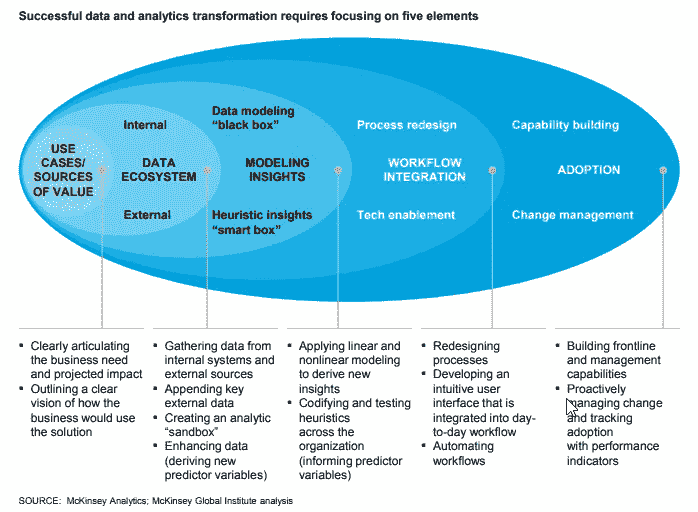 Successful data and analytics transformation requires focusing on five elements
Internal
Data modeling
“black box”
Process redesign
Capability building
USE
CASES/
SOURCES
OF VALUE
DATA
ECOSYSTEM
MODELING
INSIGHTS
WORKFLOW
INTEGRATION
ADOPTION
External
Heuristic insights
“smart box”
Tech enablement
Change management
▪ Clearly articulating
the business need
and projected impact
▪ Outlining a clear
vision of how the
business would use
the solution
▪ Gathering data from
internal systems and
external sources
▪ Appending key
external data
▪ Creating an analytic
“sandbox”
▪ Enhancing data
(deriving new
predictor variables)
▪ Applying linear and
nonlinear modeling
to derive new
insights
▪ Codifying and testing
heuristics
across the
organization
(informing predictor
variables)
▪ Redesigning
processes
▪ Developing an
intuitive user
interface that is
integrated into day-
to-day workflow
▪ Automating
workflows
▪ Building frontline
and management
capabilities
▪ Proactively
managing change
and tracking
adoption
with performance
indicators
SOURCE: McKinsey Analytics; McKinsey Global Institute analysis